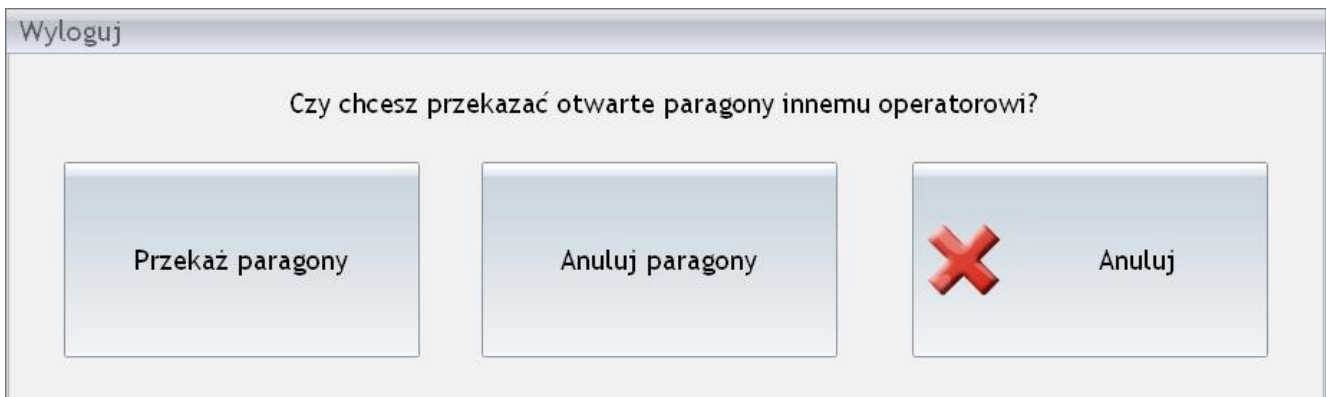 Wyloguj
Czy chcesz przekazać otwarte paragony innemu operatorowi?
Przekaż paragony
Anuluj paragony
Anuluj